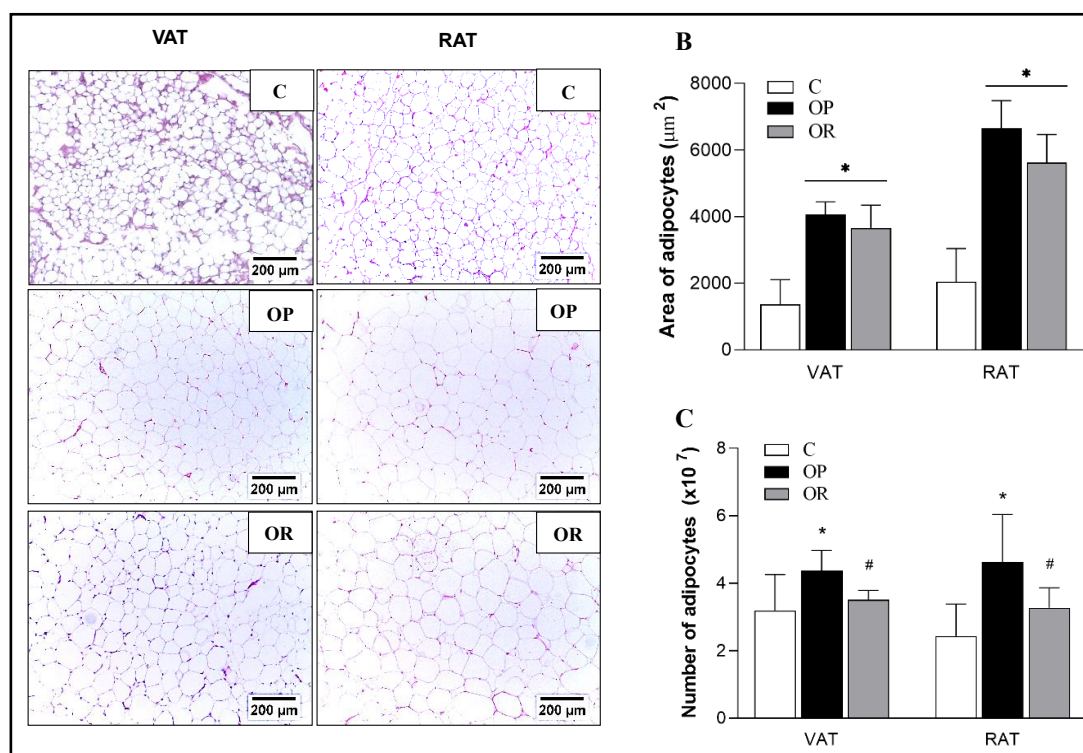 VAT
RAT
C
200 µm
C
200 µm
OP
200 µm
OP
200 µm
OR
200 µm
OR
200 µm
B
C
OP
OR
Area of adipocytes (µm 2)
8000
6000
4000
2000
0
*
*
VAT
RAT
C
C
OP
OR
Number of adipocytes (x10 7)
8
6
4
2
0
*
#
*
#
VAT
RAT